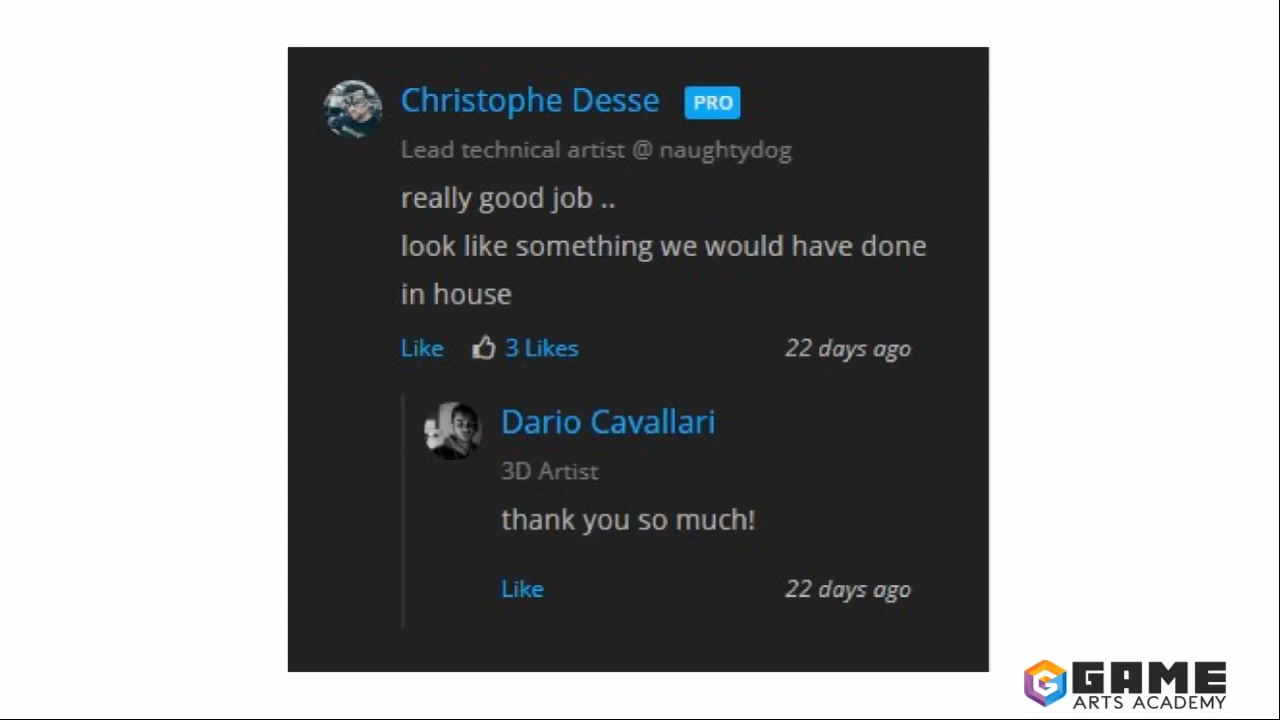 Christophe Desse PRO
Lead technical artist @ naughtydog
really good job ..
look like something we would have done
in house
Like 3 Likes 22 days ago
Dario Cavallari
3D Artist
thank you so much!
Like 22 days ago
GAME
ARTS ACADEMY